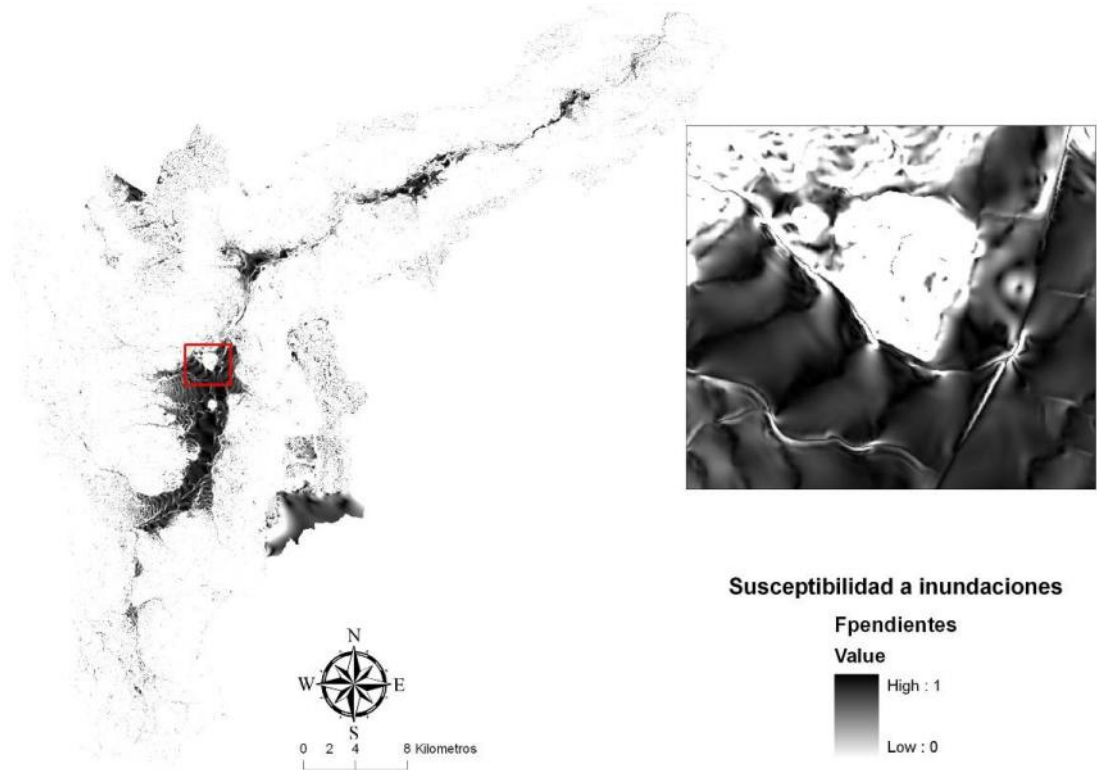 Susceptibilidad a inundaciones
Fpendientes
Value
High : 1
Low : 0
N
W E
S
0 2 4 8 Kilometros